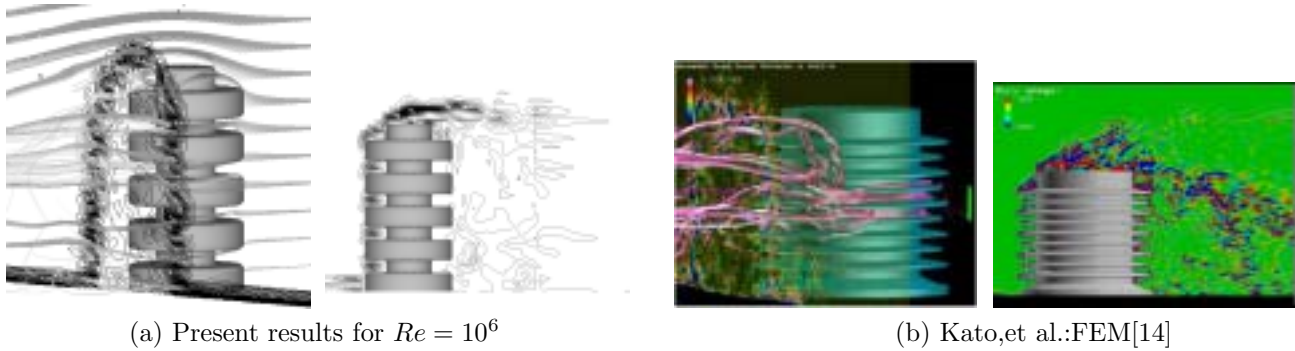 (a) Present results for $Re = 10^6$
(b) Kato,et al.:FEM[14]